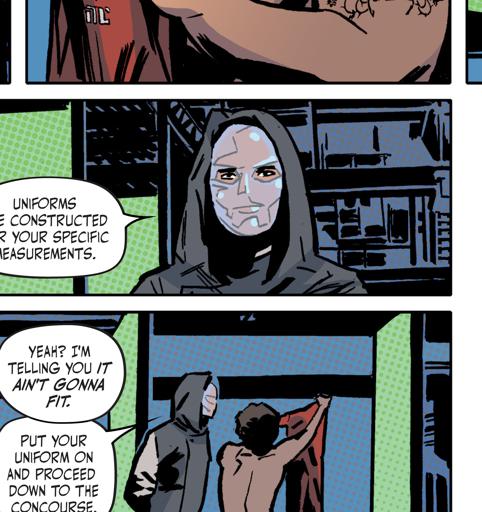 UNIFORMS
CONSTRUCTED
YOUR SPECIFIC
MEASUREMENTS.
YEAH? I'M
TELLING YOU IT
AIN'T GONNA
FIT.
PUT YOUR
UNIFORM ON
AND PROCEED
DOWN TO THE
CONCOURSE.